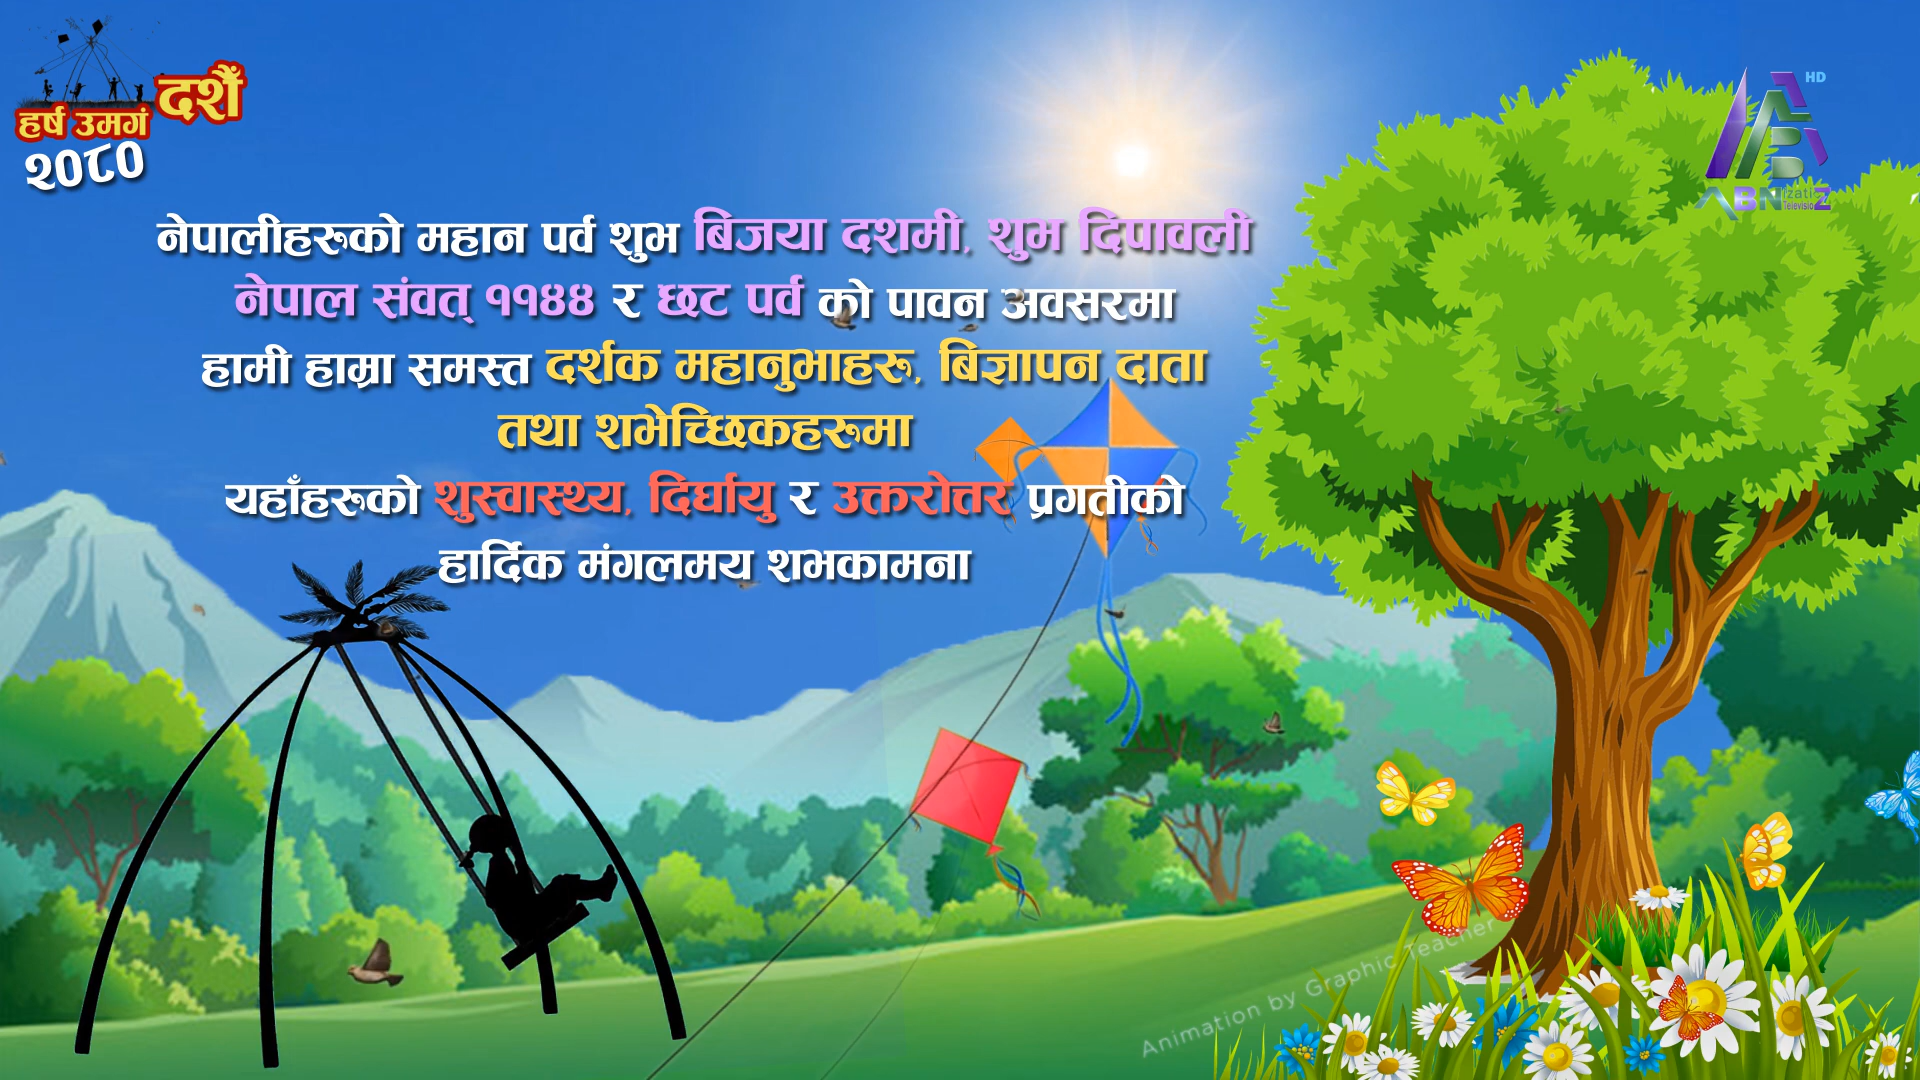 दशैँ
हर्ष उमगं
२०८०
HD
ABN
Z
Television
नेपालीहरुको महान पर्व शुभ बिजया दशमी, शुभ दिपावली
नेपाल संवत् ११४४ र छट पर्व को पावन अवसरमा
हामी हाम्रा समस्त दर्शक महानुभाहरु, बिज्ञापन दाता
तथा शभेच्छिकहरुमा
यहाँहरुको शुस्वास्थ्य, दिर्घायु र उक्तरोत्तर प्रगतीको
हार्दिक मंगलमय शभकामना
Animation by Graphic Teacher